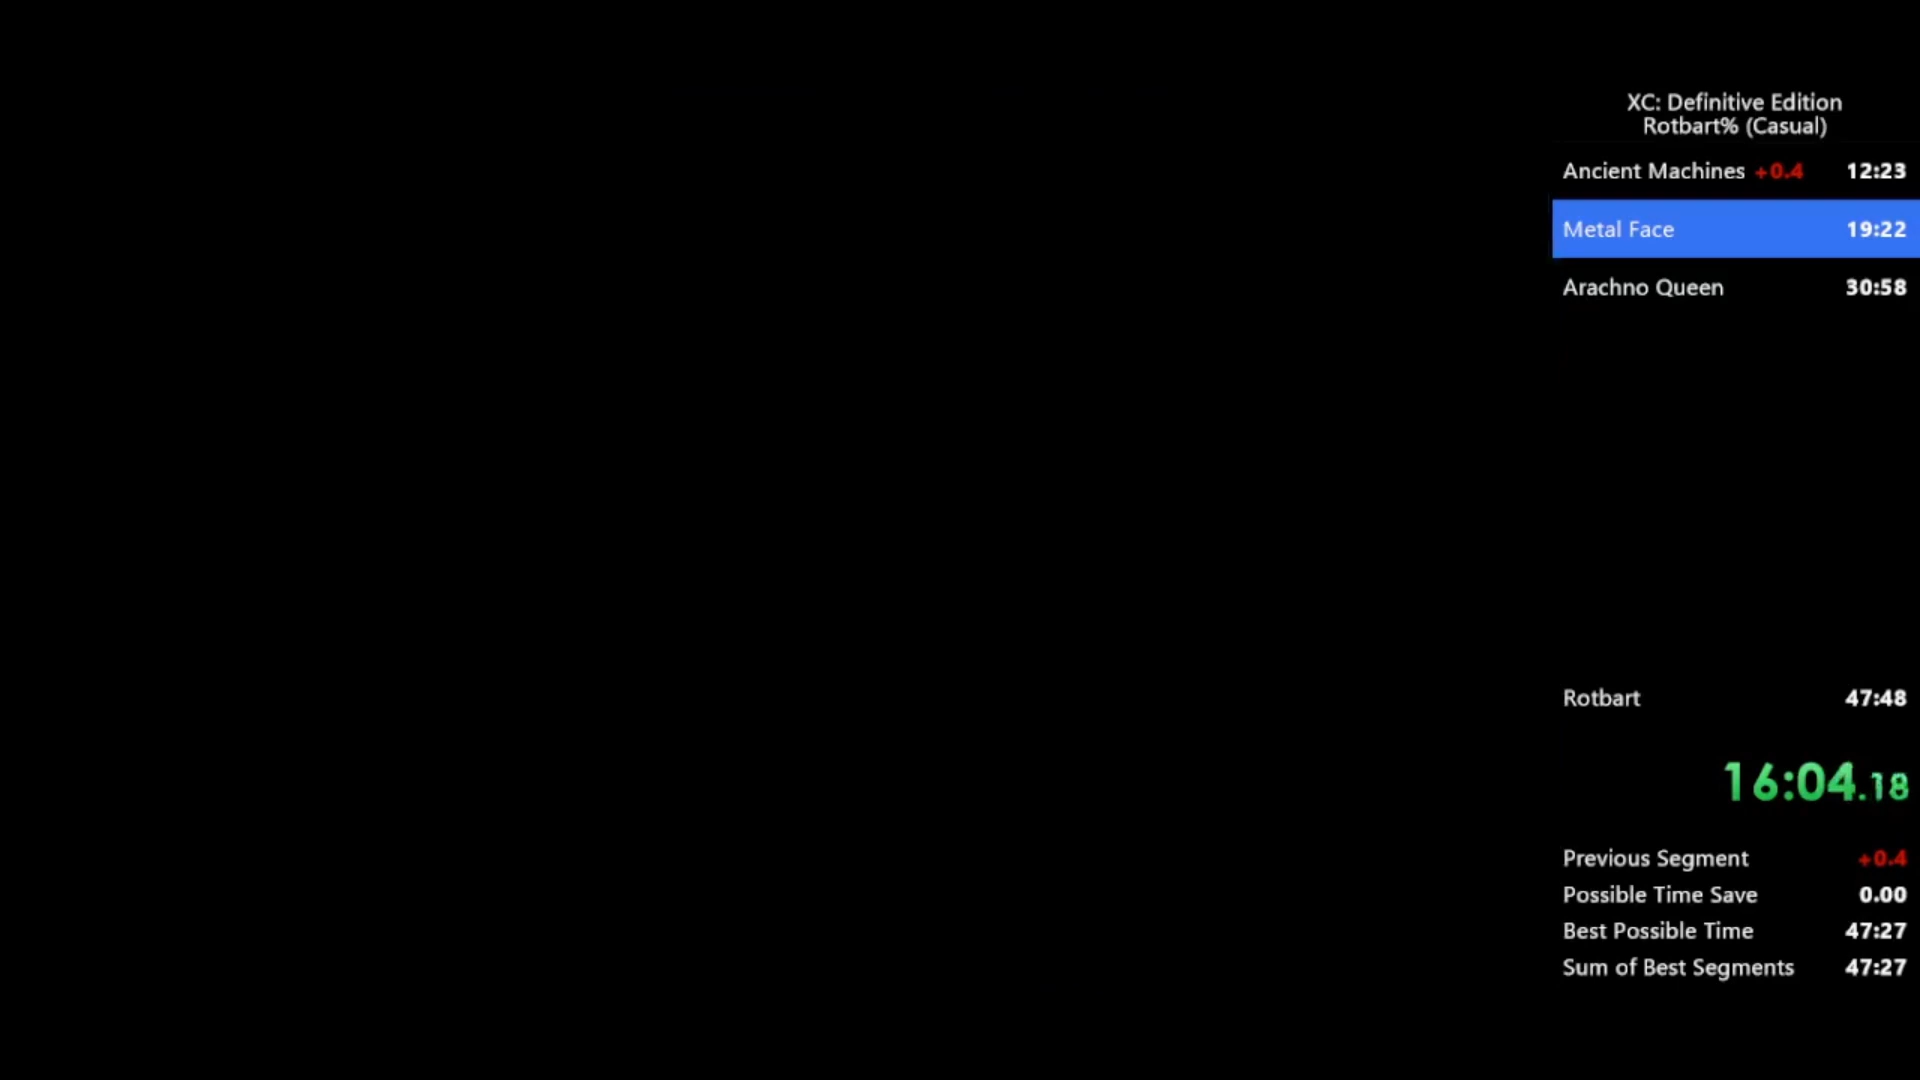 XC: Definitive Edition
Rotbart% (Casual)
Ancient Machines +0.4 12:23
Metal Face 19:22
Arachno Queen 30:58
Rotbart 47:48
16:04.18
Previous Segment +0.4
Possible Time Save 0.00
Best Possible Time 47:27
Sum of Best Segments 47:27